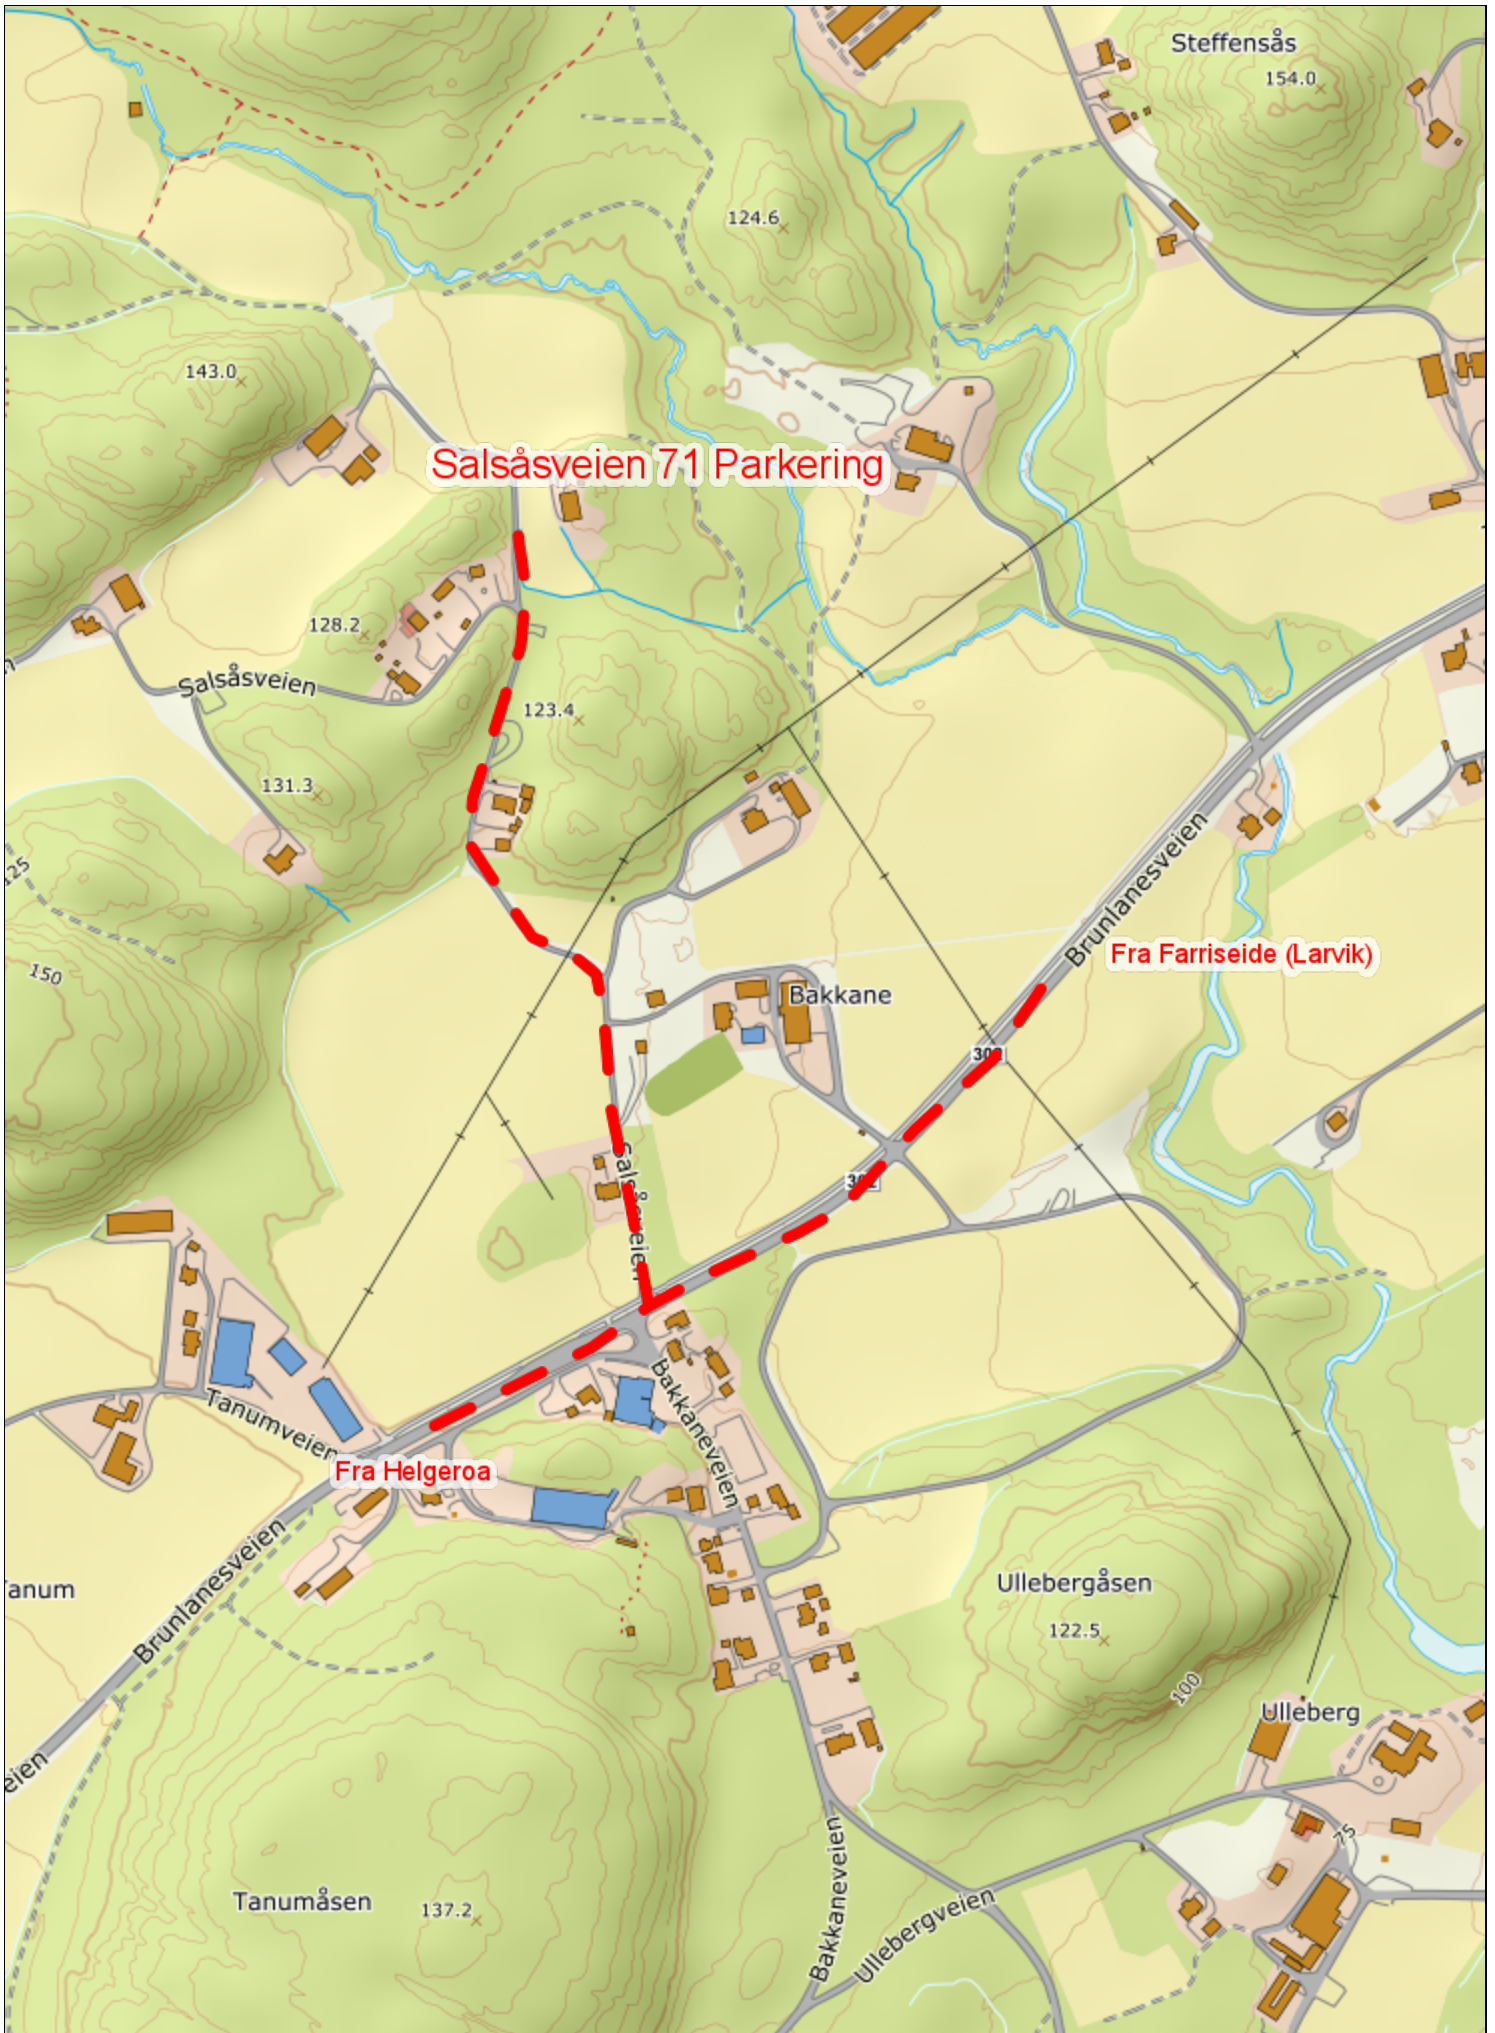 Steffensås
154.0
124.6
143.0
Salsåsveien 71 Parkering
128.2
Salsåsveien
123.4
131.3
125
Brunlanesveien
Fra Farriseide (Larvik)
150
Bakkane
302
Salsåsveien
302
Bakkaneveien
Tanumveien
Fra Helgeroa
Brunlanesveien
anum
Ullebergåsen
122.5
100
Ulleberg
eien
75
Tanumåsen
137.2
Bakkaneveien
Ullebergveien